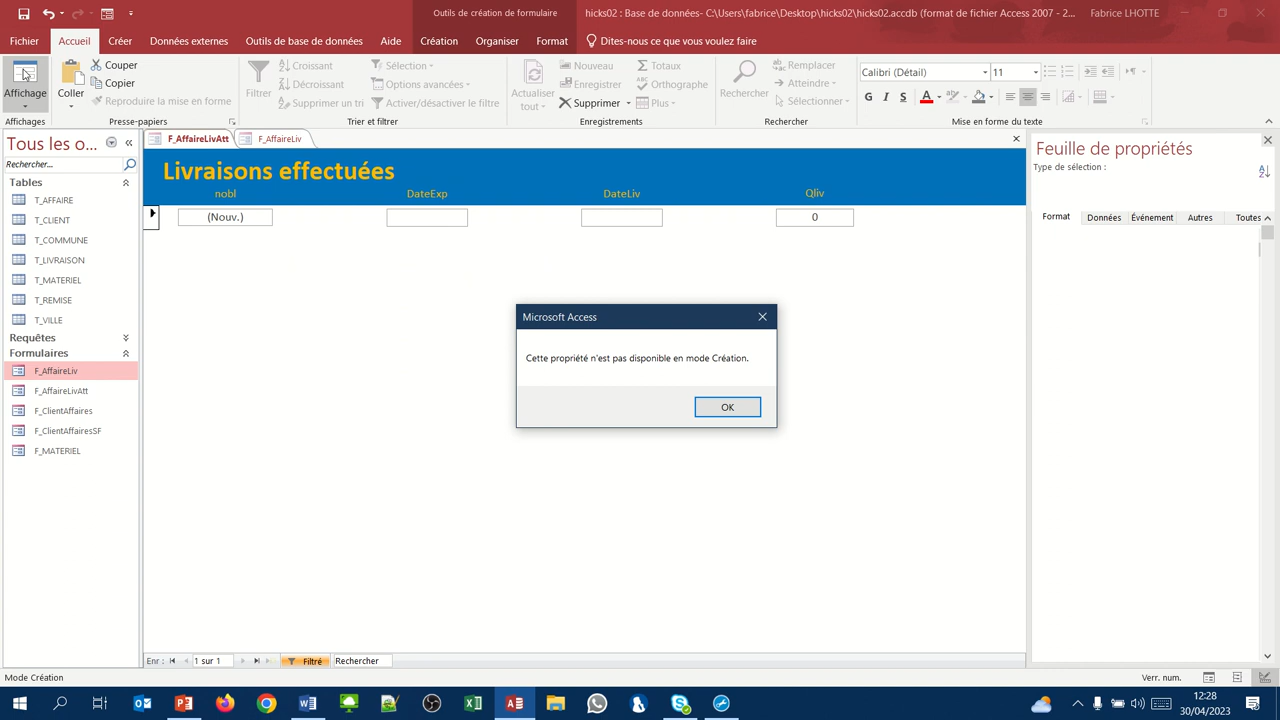 Outils de création de formulaire
hicks02 : Base de données- C:\Users\fabrice\Desktop\hicks02\hicks02.accdb (format de fichier Access 2007 - 2...
Fabrice LHOTTE
Fichier Accueil Créer Données externes Outils de base de données Aide Création Organiser Format Dites-nous ce que vous voulez faire
Affichage
Affichages
Coller
Couper
Copier
Reproduire la mise en forme
Presse-papiers
Filtrer
Croissant
Décroissant
Supprimer un tri
Sélection
Options avancées
Activer/désactiver le filtre
Trier et filtrer
Actualiser
tout
Nouveau
Enregistrer
Supprimer
Totaux
Orthographe
Plus
Enregistrements
Rechercher
Remplacer
Atteindre
Sélectionner
Rechercher
Calibri (Détail) 11
G I S A
Mise en forme du texte
Tous les o...
Rechercher...
Tables
T_AFFAIRE
T_CLIENT
T_COMMUNE
T_LIVRAISON
T_MATERIEL
T_REMISE
T_VILLE
Requêtes
Formulaires
F_AffaireLiv
F_AffaireLivAtt
F_ClientAffaires
F_ClientAffairesSF
F_MATERIEL
F_AffaireLivAtt F_AffaireLiv
Livraisons effectuées
nobl DateExp DateLiv Qliv
(Nouv.) 0
Microsoft Access
Cette propriété n'est pas disponible en mode Création.
OK
Feuille de propriétés
Type de sélection :
Format Données Événement Autres Toutes
Enr : 1 sur 1 Filtré Rechercher
Mode Création
Verr. num.
12:28
30/04/2023